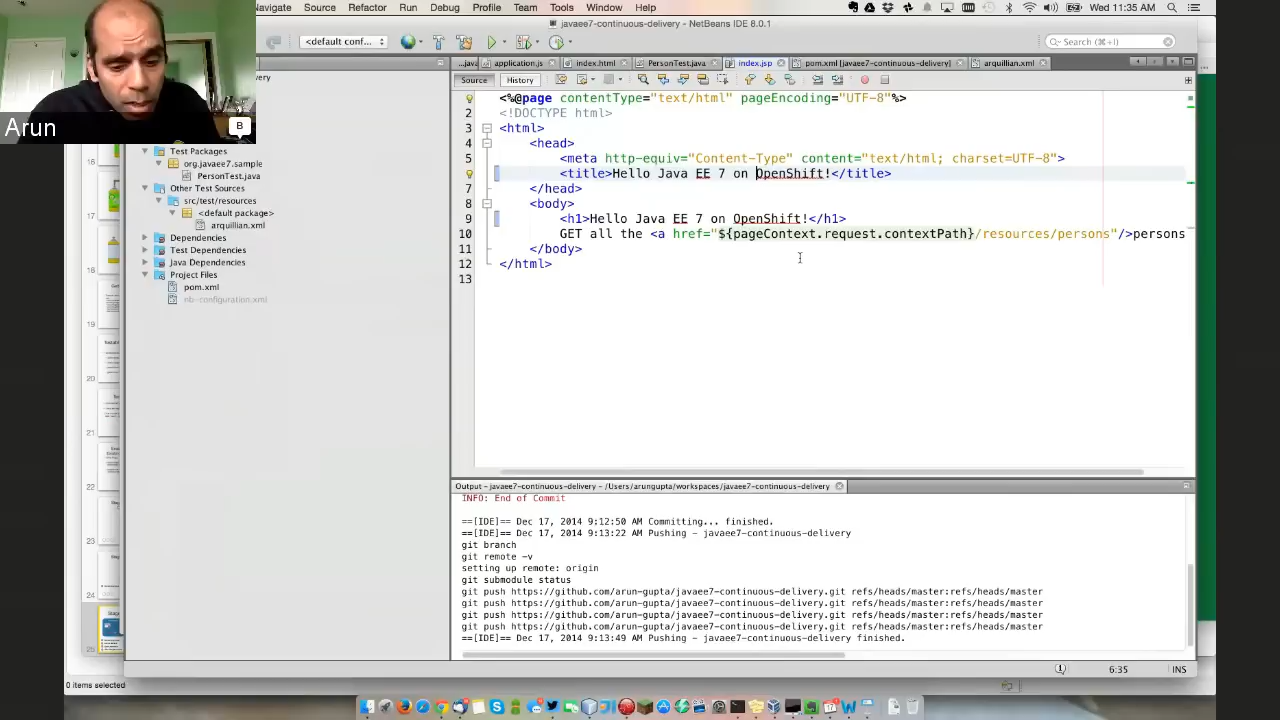 Navigate Source Refactor Run Debug Profile Team Tools Window Help
Wed 11:35 AM
javaee7-continuous-delivery - NetBeans IDE 8.0.1
<default conf...
Search (⌘+I)
...java application.js index.html PersonTest.java index.jsp pom.xml [javaee7-continuous-delivery] arquillian.xml
Source History
Arun
B
Test Packages
org.javaee7.sample
PersonTest.java
Other Test Sources
src/test/resources
<default package>
arquillian.xml
Dependencies
Test Dependencies
Java Dependencies
Project Files
pom.xml
nb-configuration.xml
<%@page contentType="text/html" pageEncoding="UTF-8"%>
2 <!DOCTYPE html>
3 <html>
4 <head>
5 <meta http-equiv="Content-Type" content="text/html; charset=UTF-8">
<title>Hello Java EE 7 on OpenShift!</title>
7 </head>
8 <body>
9 <h1>Hello Java EE 7 on OpenShift!</h1>
10 GET all the <a href="${pageContext.request.contextPath}/resources/persons"/>persons
11 </body>
12 </html>
13
18
19
20
21
22
23
24
25
Output - javaee7-continuous-delivery - /Users/arungupta/workspaces/javaee7-continuous-delivery
INFO: End of Commit
==[IDE]== Dec 17, 2014 9:12:50 AM Committing... finished.
==[IDE]== Dec 17, 2014 9:13:22 AM Pushing - javaee7-continuous-delivery
git branch
git remote -v
setting up remote: origin
git submodule status
git push https://github.com/arun-gupta/javaee7-continuous-delivery.git refs/heads/master:refs/heads/master
git push https://github.com/arun-gupta/javaee7-continuous-delivery.git refs/heads/master:refs/heads/master
git push https://github.com/arun-gupta/javaee7-continuous-delivery.git refs/heads/master:refs/heads/master
git push https://github.com/arun-gupta/javaee7-continuous-delivery.git refs/heads/master:refs/heads/master
==[IDE]== Dec 17, 2014 9:13:49 AM Pushing - javaee7-continuous-delivery finished.
6:35 INS
0 items selected